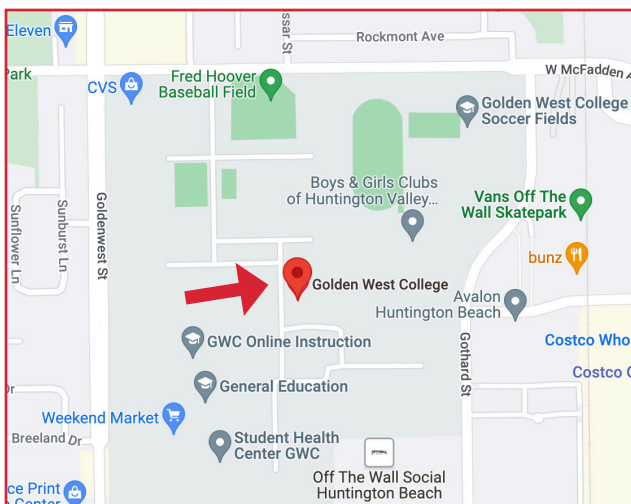 Eleven
ssar St
Rockmont Ave
Park
CVS
Fred Hoover
Baseball Field
W McFadden A
Golden West College
Soccer Fields
Boys & Girls Clubs
of Huntington Valley...
Vans Off The
Wall Skatepark
Goldenwest St
Sunburst Ln
Sunflower Ln
bunz
Golden West College
Avalon
Huntington Beach
GWC Online Instruction
Gothard St
Costco Who
Costco
General Education
Dr
Weekend Market
Breeland Dr
Student Health
Center GWC
Off The Wall Social
Huntington Beach
ce Print
Center